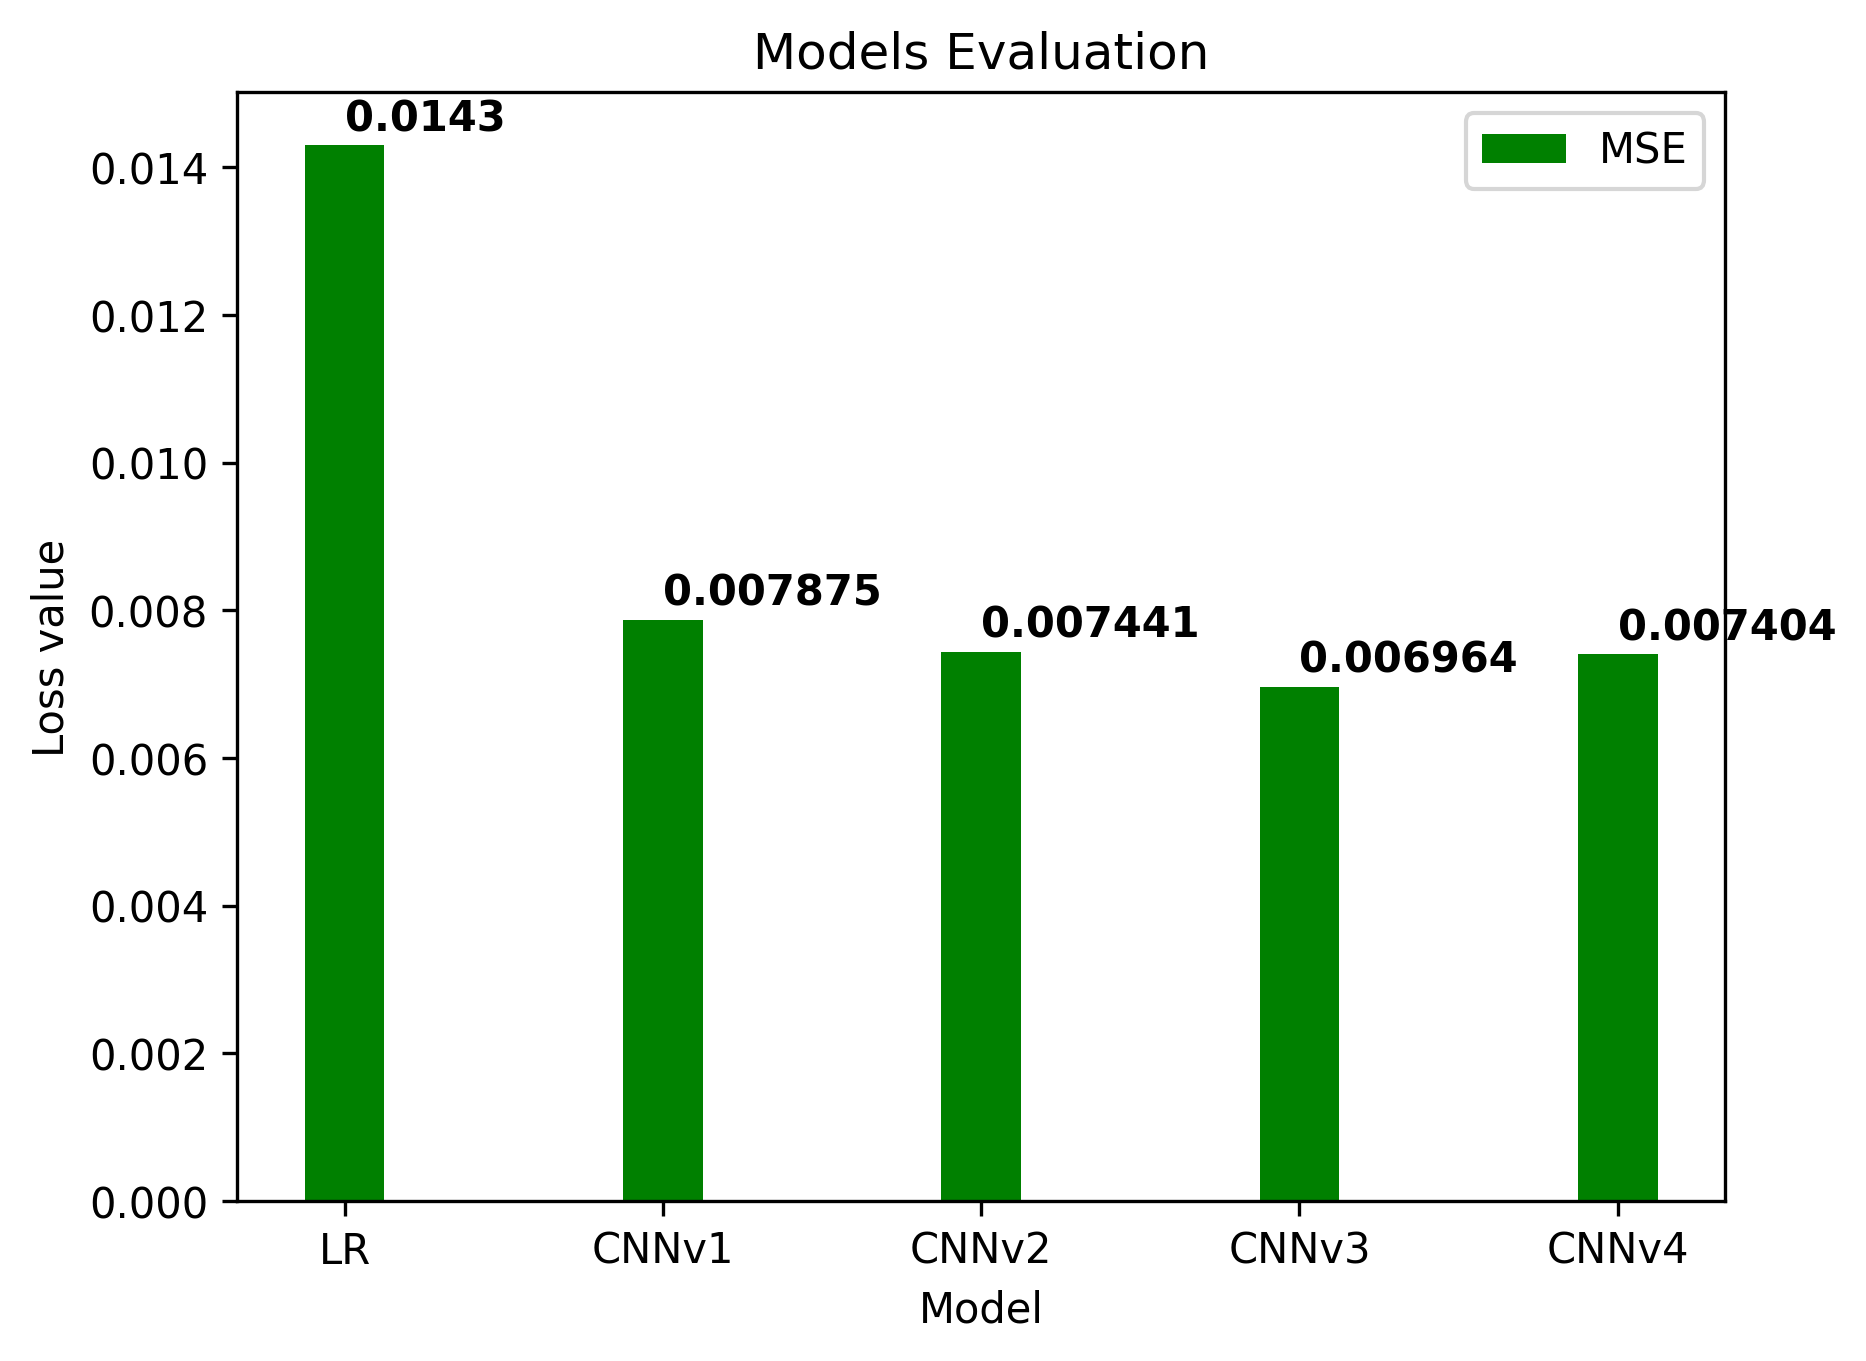 Models Evaluation
MSE
0.0143
0.007875
0.007441
0.006964
0.007404
Loss value
0.014
0.012
0.010
0.008
0.006
0.004
0.002
0.000
LR CNNv1 CNNv2 CNNv3 CNNv4
Model